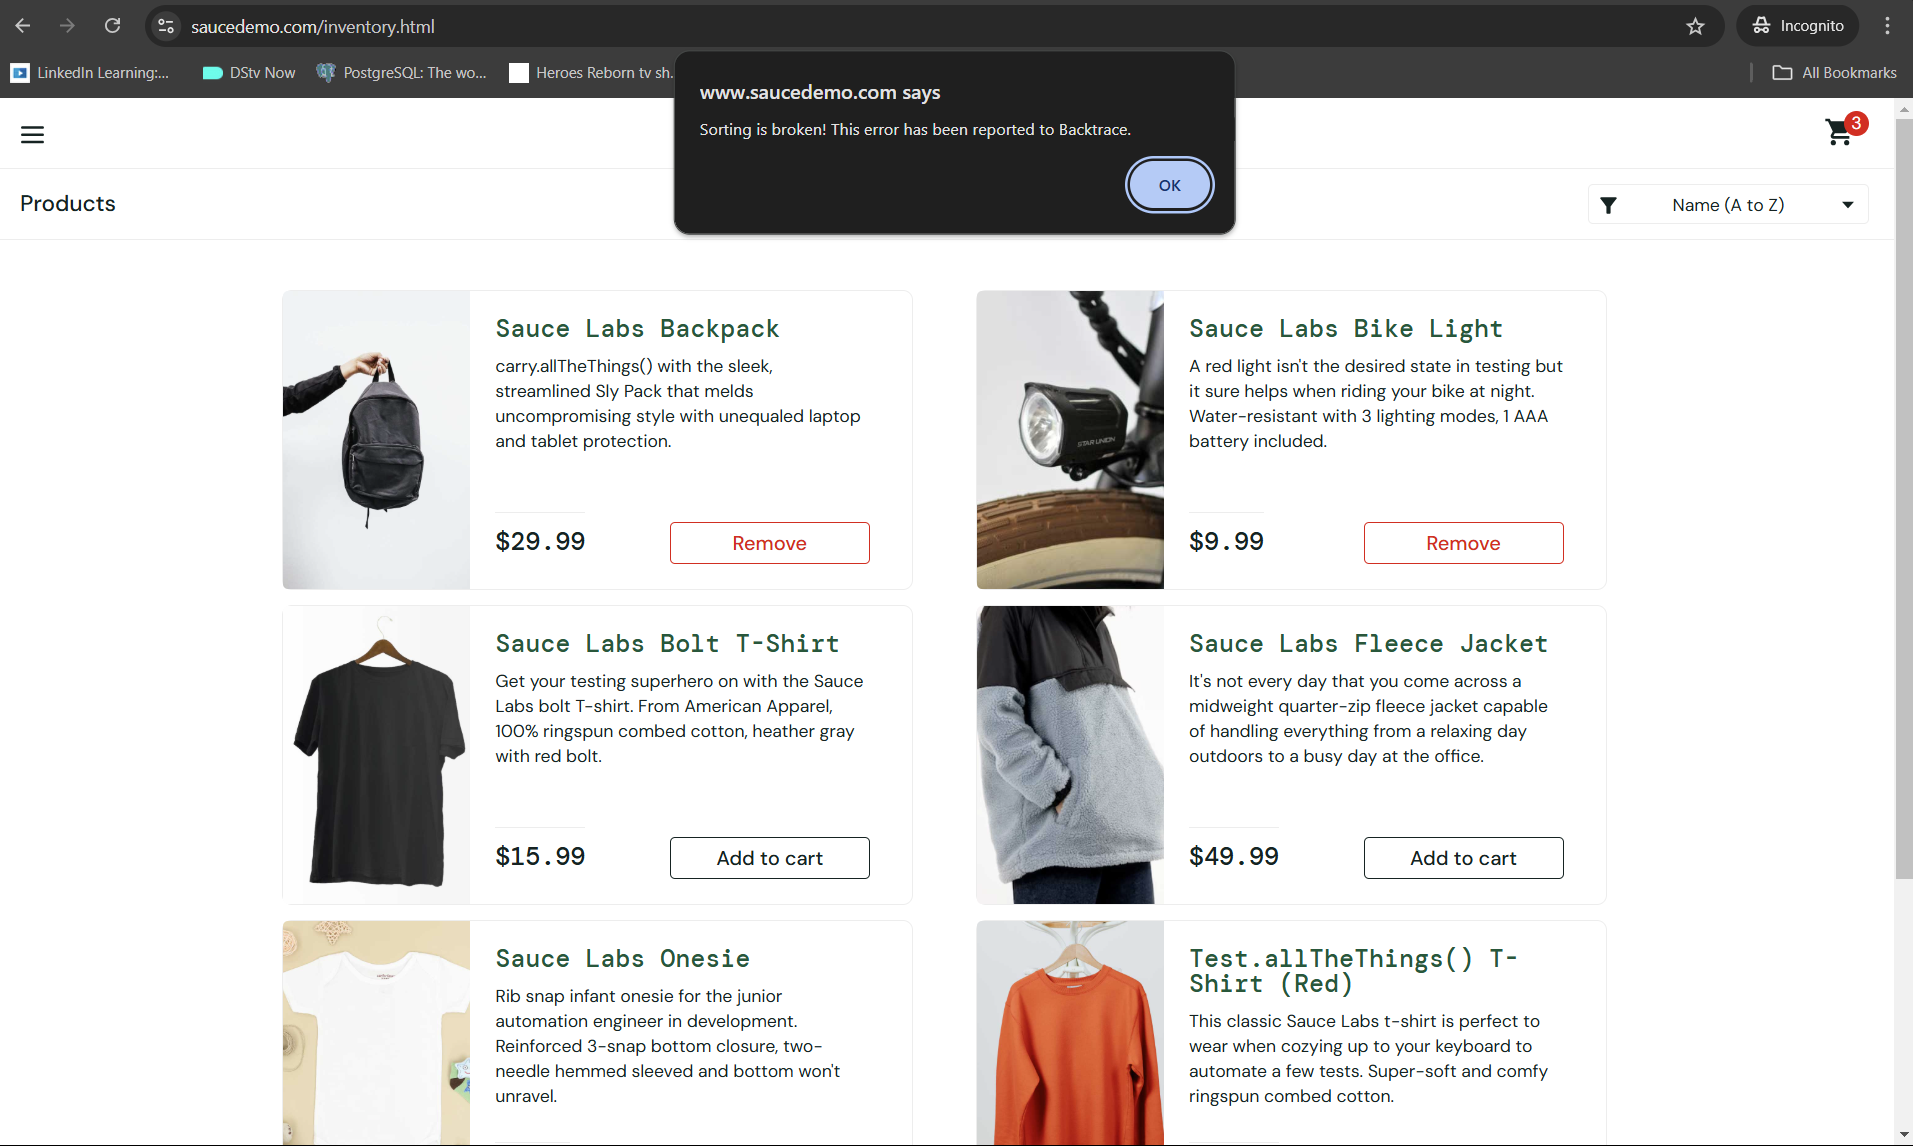 saucedemo.com/inventory.html
Incognito
LinkedIn Learning:...
DStv Now
PostgreSQL: The wo...
Heroes Reborn tv sh...
All Bookmarks
www.saucedemo.com says
Sorting is broken! This error has been reported to Backtrace.
OK
3
Products
Name (A to Z)
Sauce Labs Backpack
carry.allTheThings() with the sleek,
streamlined Sly Pack that melds
uncompromising style with unequaled laptop
and tablet protection.
$29.99
Remove
Sauce Labs Bike Light
A red light isn't the desired state in testing but
it sure helps when riding your bike at night.
Water-resistant with 3 lighting modes, 1 AAA
battery included.
STAR UNION
$9.99
Remove
Sauce Labs Bolt T-Shirt
Get your testing superhero on with the Sauce
Labs bolt T-shirt. From American Apparel,
100% ringspun combed cotton, heather gray
with red bolt.
$15.99
Add to cart
Sauce Labs Fleece Jacket
It's not every day that you come across a
midweight quarter-zip fleece jacket capable
of handling everything from a relaxing day
outdoors to a busy day at the office.
$49.99
Add to cart
Sauce Labs Onesie
Rib snap infant onesie for the junior
automation engineer in development.
Reinforced 3-snap bottom closure, two-
needle hemmed sleeved and bottom won't
unravel.
Test.allTheThings() T-
Shirt (Red)
This classic Sauce Labs t-shirt is perfect to
wear when cozying up to your keyboard to
automate a few tests. Super-soft and comfy
ringspun combed cotton.